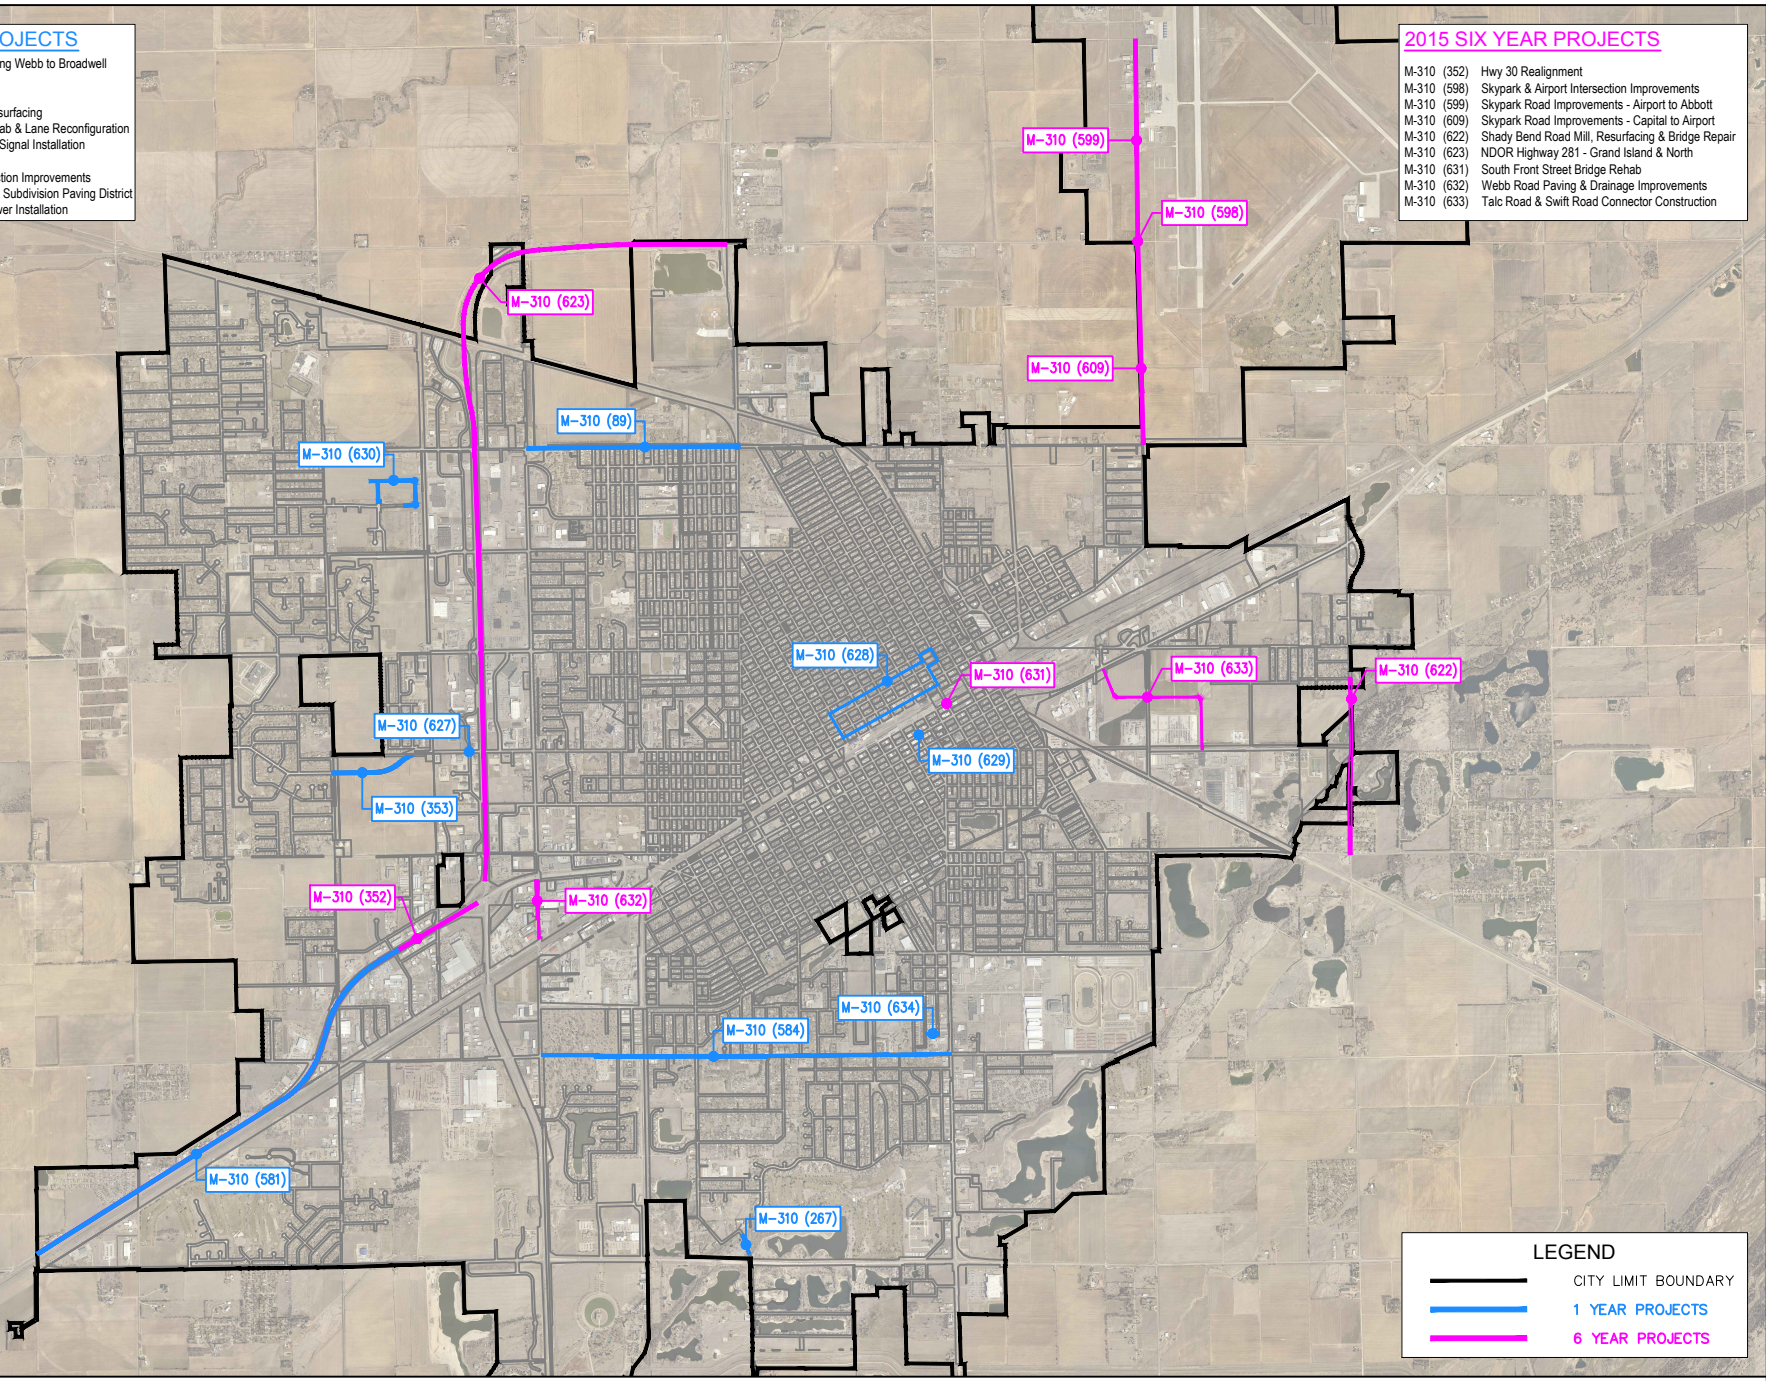 OJECTS
ng Webb to Broadwell
surfacing
ab & Lane Reconfiguration
Signal Installation
tion Improvements
Subdivision Paving District
ver Installation
2015 SIX YEAR PROJECTS
M-310 (352) Hwy 30 Realignment
M-310 (598) Skypark & Airport Intersection Improvements
M-310 (599) Skypark Road Improvements - Airport to Abbott
M-310 (609) Skypark Road Improvements - Capital to Airport
M-310 (622) Shady Bend Road Mill, Resurfacing & Bridge Repair
M-310 (623) NDOR Highway 281 - Grand Island & North
M-310 (631) South Front Street Bridge Rehab
M-310 (632) Webb Road Paving & Drainage Improvements
M-310 (633) Talc Road & Swift Road Connector Construction
M-310 (599)
M-310 (598)
M-310 (623)
M-310 (609)
M-310 (89)
M-310 (630)
M-310 (628)
M-310 (631)
M-310 (633)
M-310 (622)
M-310 (627)
M-310 (629)
M-310 (353)
M-310 (352)
M-310 (632)
M-310 (634)
M-310 (584)
M-310 (581)
M-310 (267)
LEGEND
CITY LIMIT BOUNDARY
1 YEAR PROJECTS
6 YEAR PROJECTS